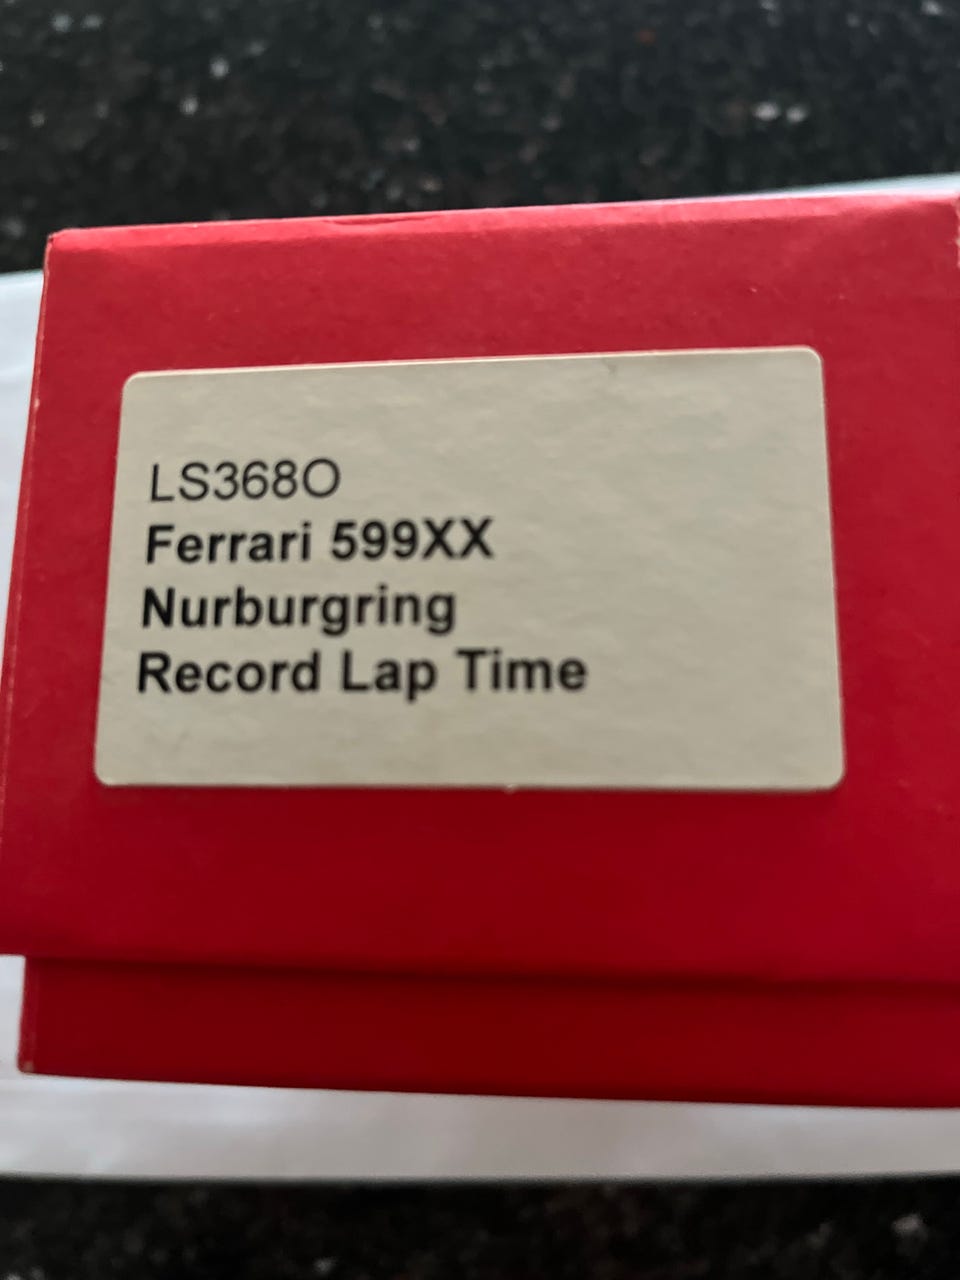 LS368O
Ferrari 599XX
Nurburgring
Record Lap Time